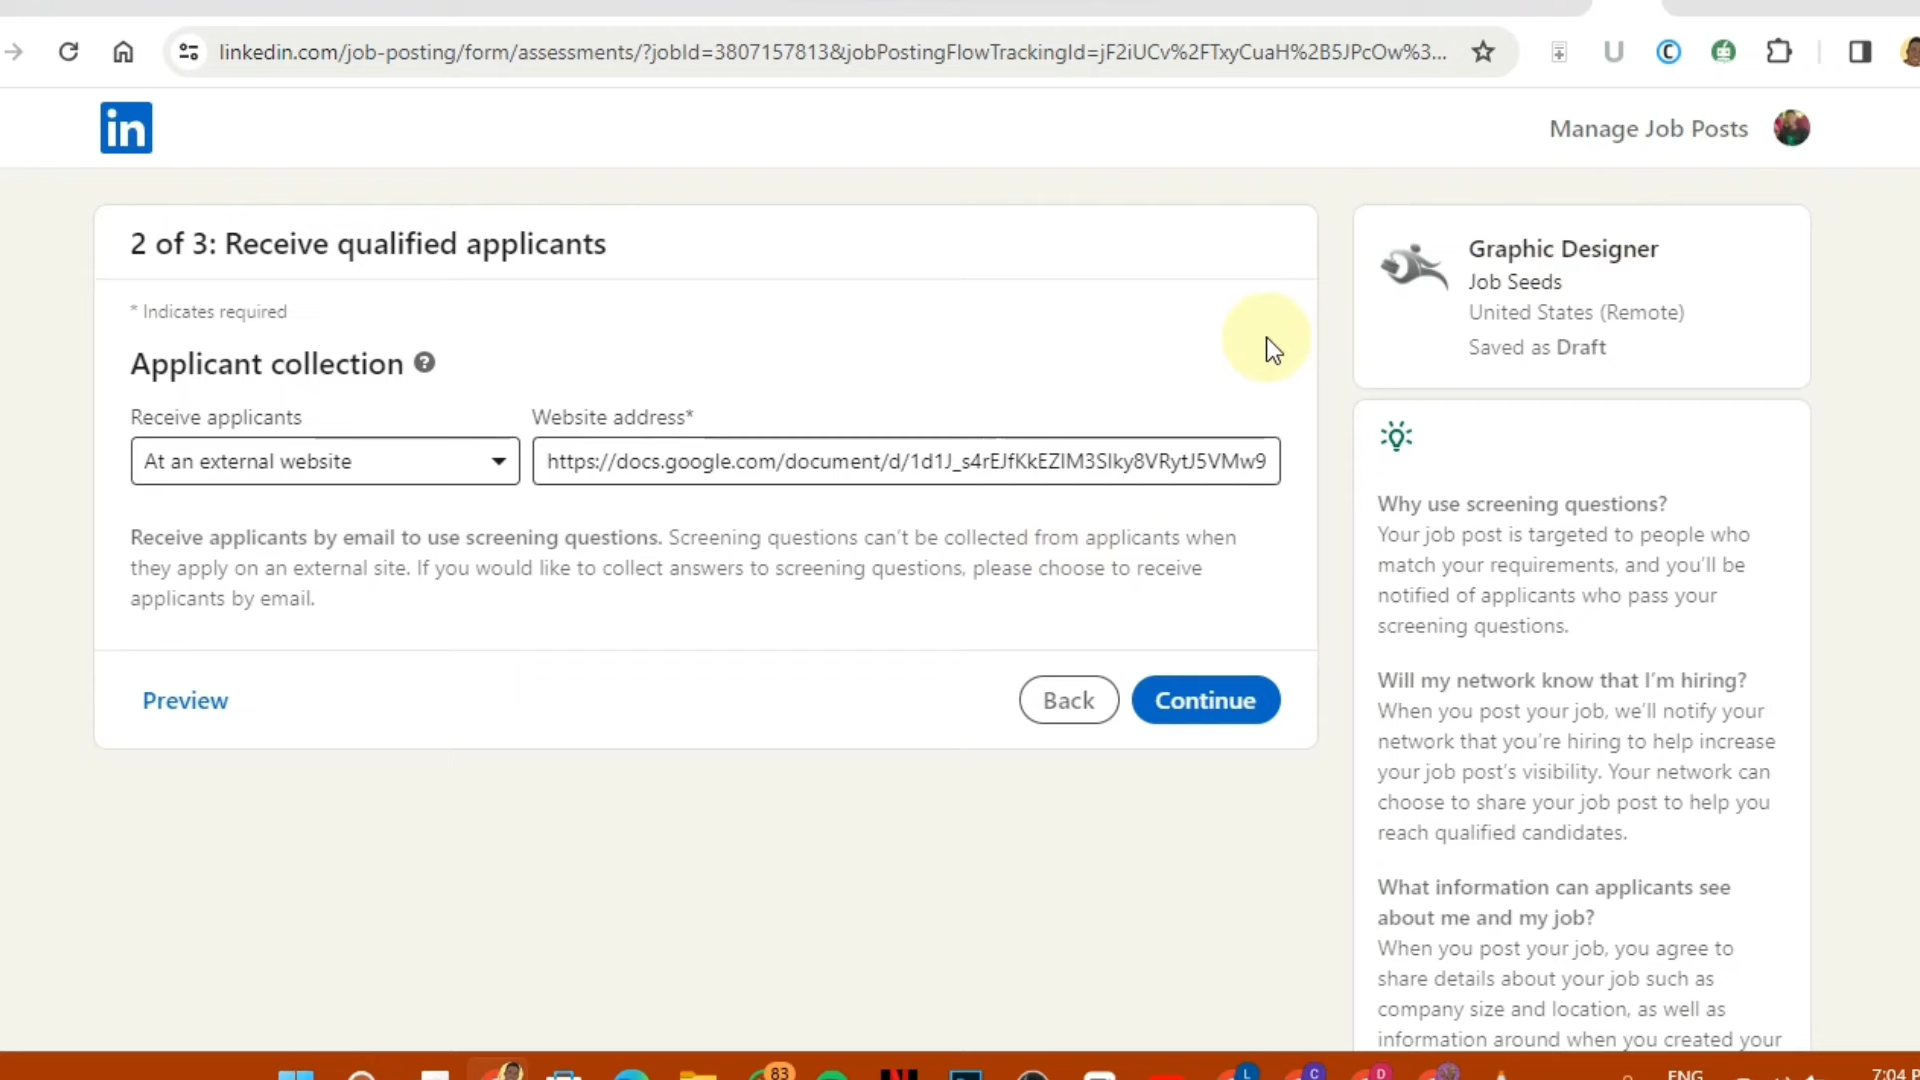 linkedin.com/job-posting/form/assessments/?jobId=3807157813&jobPostingFlowTrackingId=jF2iUCv%2FTxyCuaH%2B5JPcOw%3...
in
Manage Job Posts
2 of 3: Receive qualified applicants
* Indicates required
Applicant collection ?
Receive applicants
Website address*
At an external website
https://docs.google.com/document/d/1d1J_s4rEJfKkEZIM3SIky8VRytJ5VMw9
Receive applicants by email to use screening questions. Screening questions can't be collected from applicants when
they apply on an external site. If you would like to collect answers to screening questions, please choose to receive
applicants by email.
Preview
Back
Continue
Graphic Designer
Job Seeds
United States (Remote)
Saved as Draft
Why use screening questions?
Your job post is targeted to people who
match your requirements, and you'll be
notified of applicants who pass your
screening questions.
Will my network know that I'm hiring?
When you post your job, we'll notify your
network that you're hiring to help increase
your job post's visibility. Your network can
choose to share your job post to help you
reach qualified candidates.
What information can applicants see
about me and my job?
When you post your job, you agree to
share details about your job such as
company size and location, as well as
information around when you created your
83
L
C
D
ENG
7:04 P